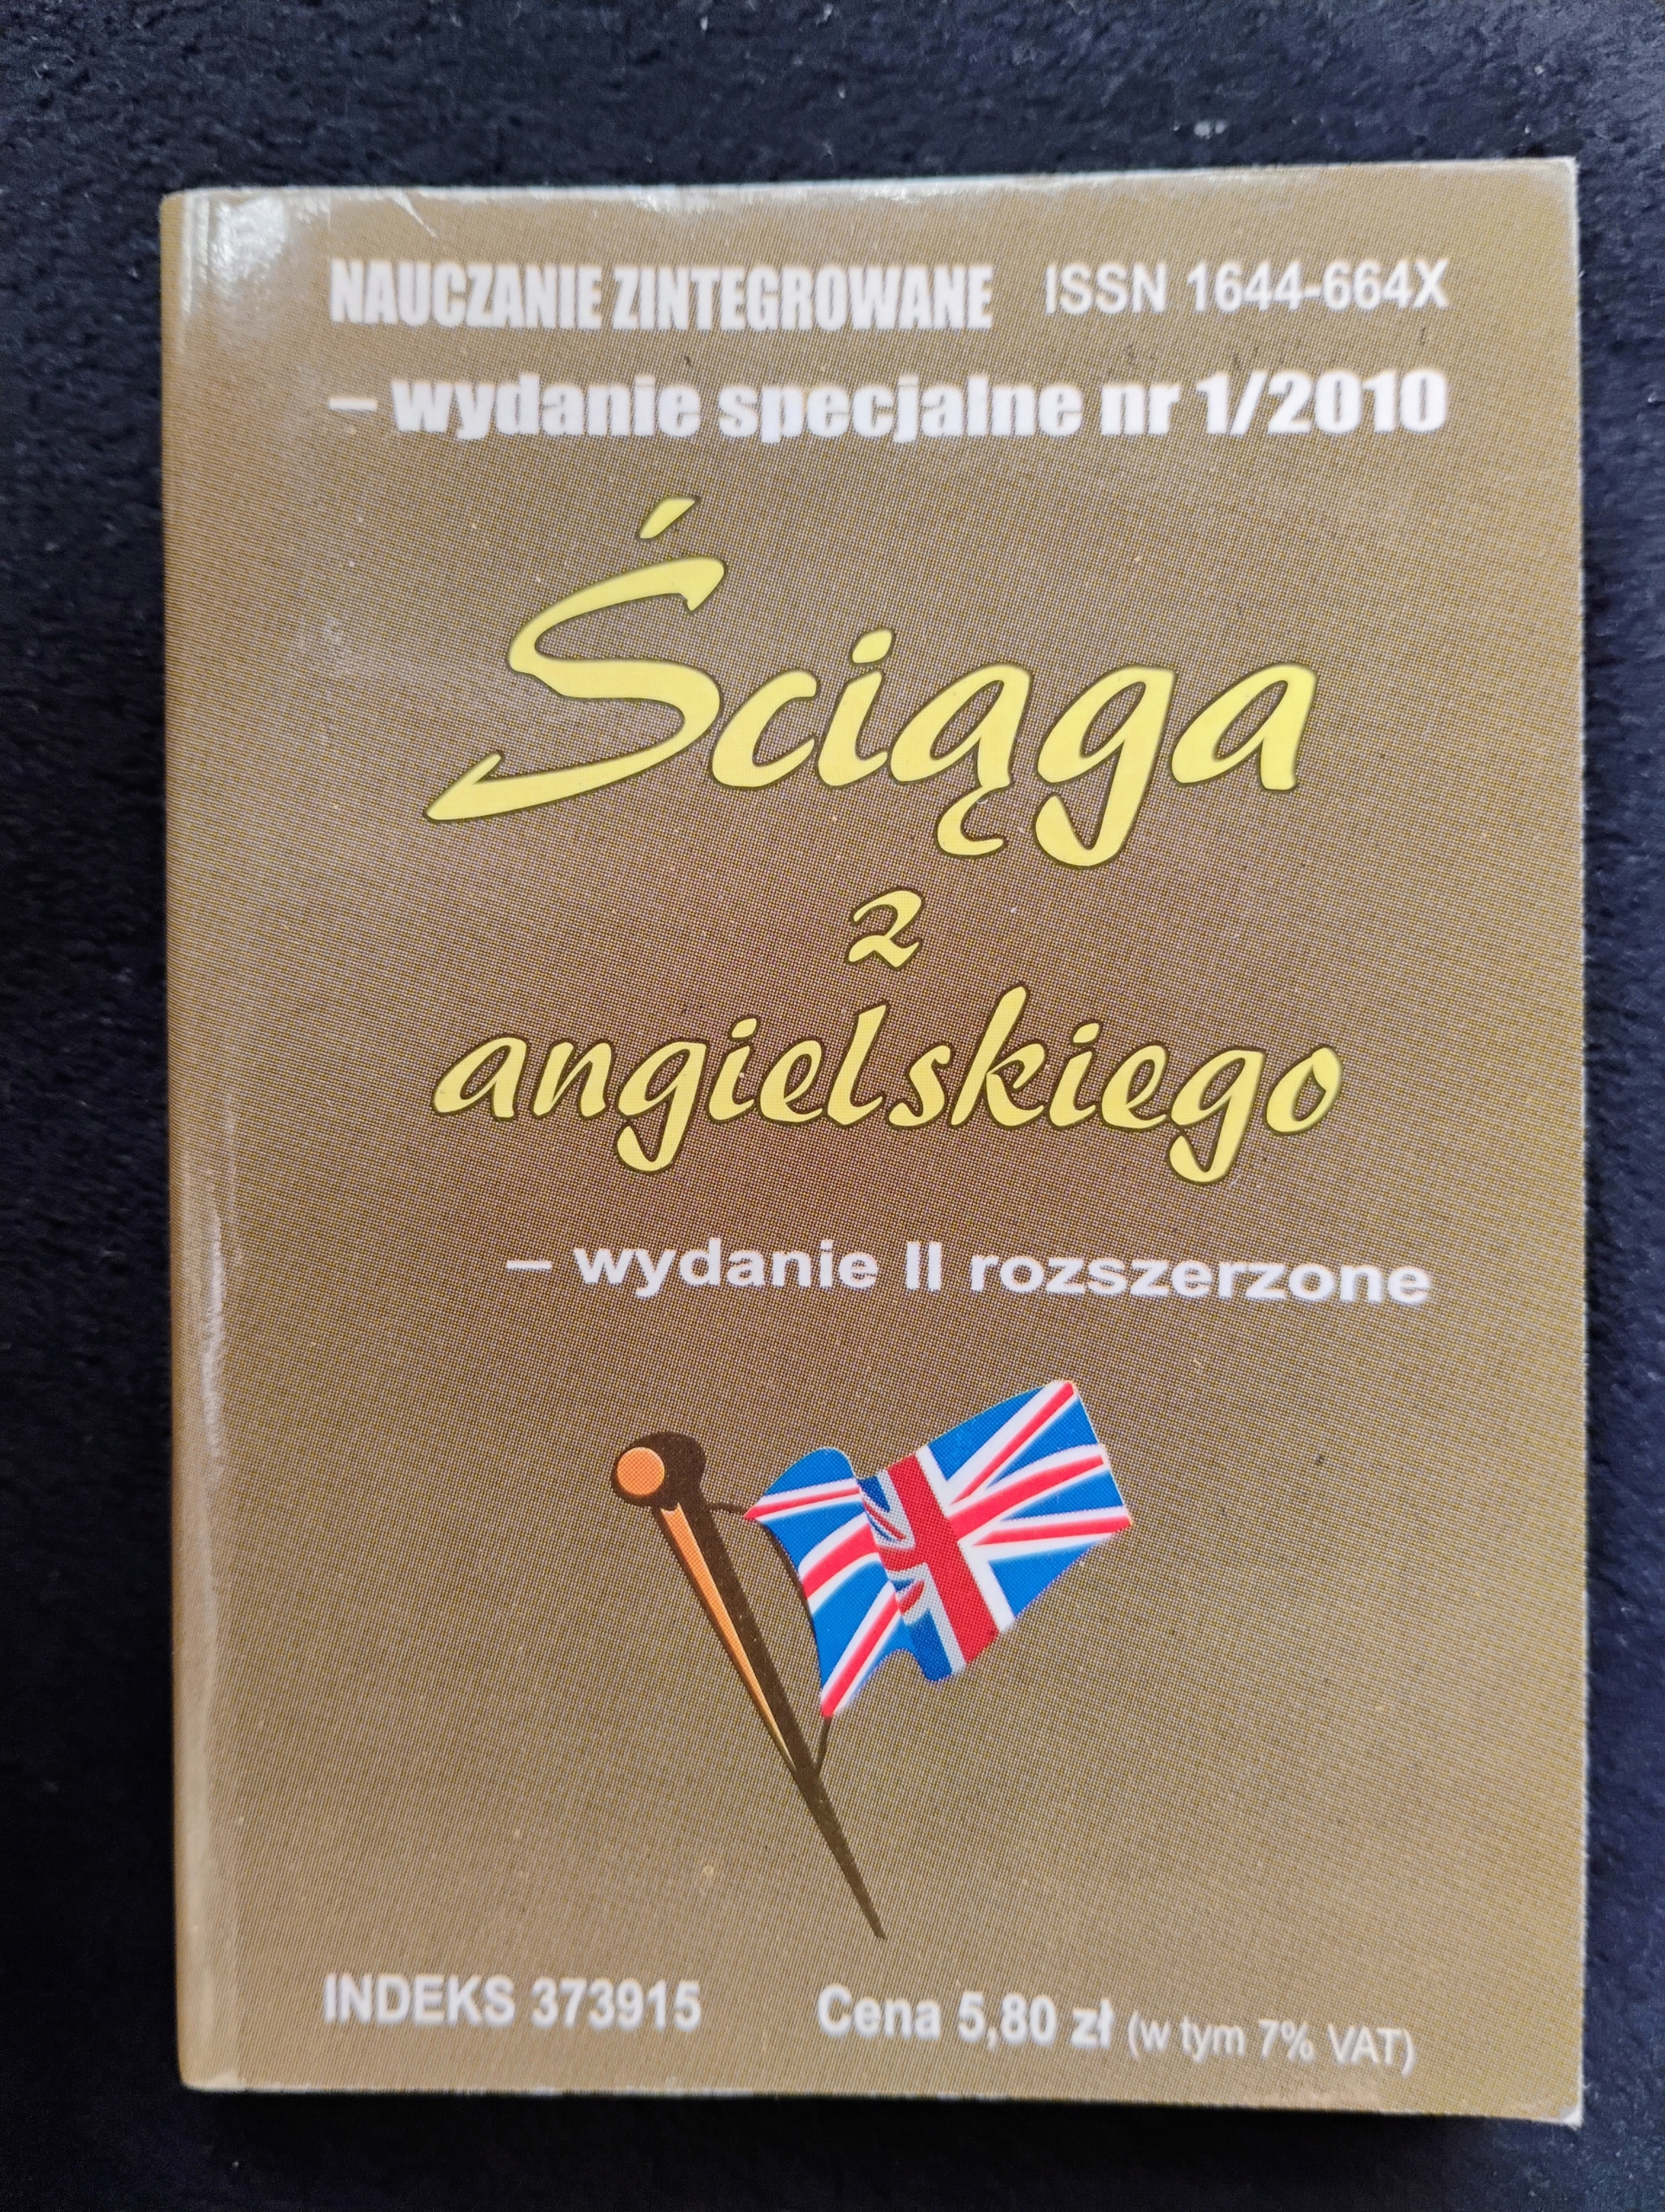 NAUCZANIE ZINTEGROWANE ISSN 1644-664X
– wydanie specjalne nr 1/2010
Ściąga
z
angielskiego
– wydanie II rozszerzone
INDEKS 373915 Cena 5,80 zł (w tym 7% VAT)